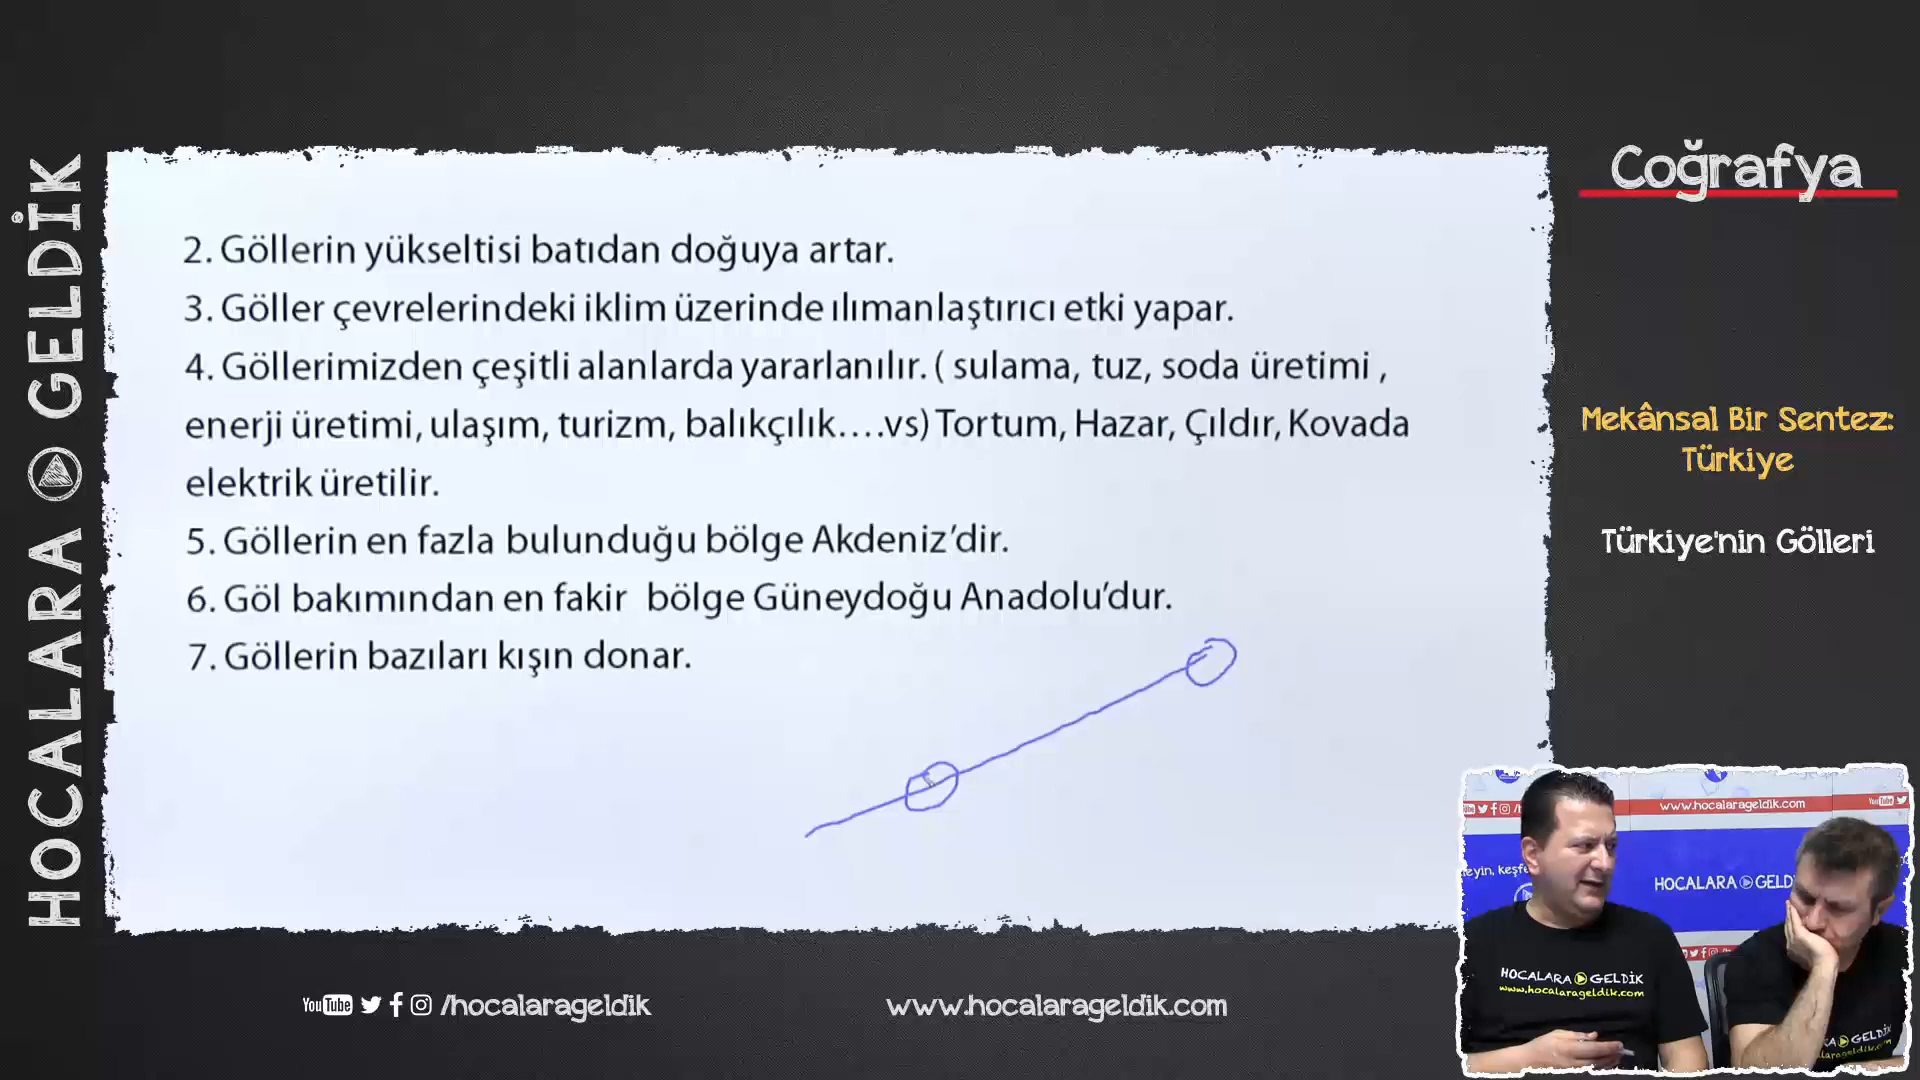 HOCALARA GELDİK
Coğrafya
2. Göllerin yükseltisi batıdan doğuya artar.
3. Göller çevrelerindeki iklim üzerinde ılımanlaştırıcı etki yapar.
4. Göllerimizden çeşitli alanlarda yararlanılır. ( sulama, tuz, soda üretimi ,
enerji üretimi, ulaşım, turizm, balıkçılık….vs) Tortum, Hazar, Çıldır, Kovada
elektrik üretilir.
5. Göllerin en fazla bulunduğu bölge Akdeniz’dir.
6. Göl bakımından en fakir bölge Güneydoğu Anadolu’dur.
7. Göllerin bazıları kışın donar.
Mekânsal Bir Sentez:
Türkiye
Türkiye'nin Gölleri
www.hocalarageldik.com
YouTube
HOCALARA GELD
HOCALARA GELDİK
www.hocalarageldik.com
GELDİK
YouTube /hocalarageldik
www.hocalarageldik.com